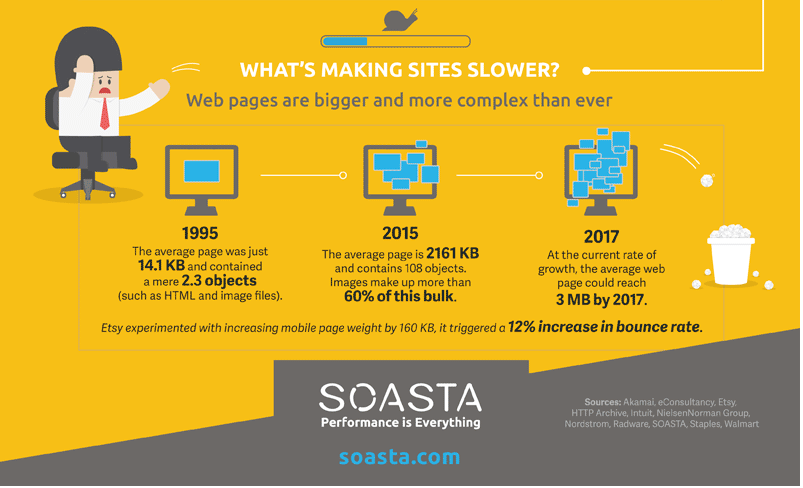 WHAT'S MAKING SITES SLOWER?
Web pages are bigger and more complex than ever
1995
The average page was just
14.1 KB and contained
a mere 2.3 objects
(such as HTML and image files).
2015
The average page is 2161 KB
and contains 108 objects.
Images make up more than
60% of this bulk.
2017
At the current rate of
growth, the average web
page could reach
3 MB by 2017.
Etsy experimented with increasing mobile page weight by 160 KB, it triggered a 12% increase in bounce rate.
SOASTA
Performance is Everything
soasta.com
Sources: Akamai, eConsultancy, Etsy,
HTTP Archive, Intuit, NielsenNorman Group,
Nordstrom, Radware, SOASTA, Staples, Walmart